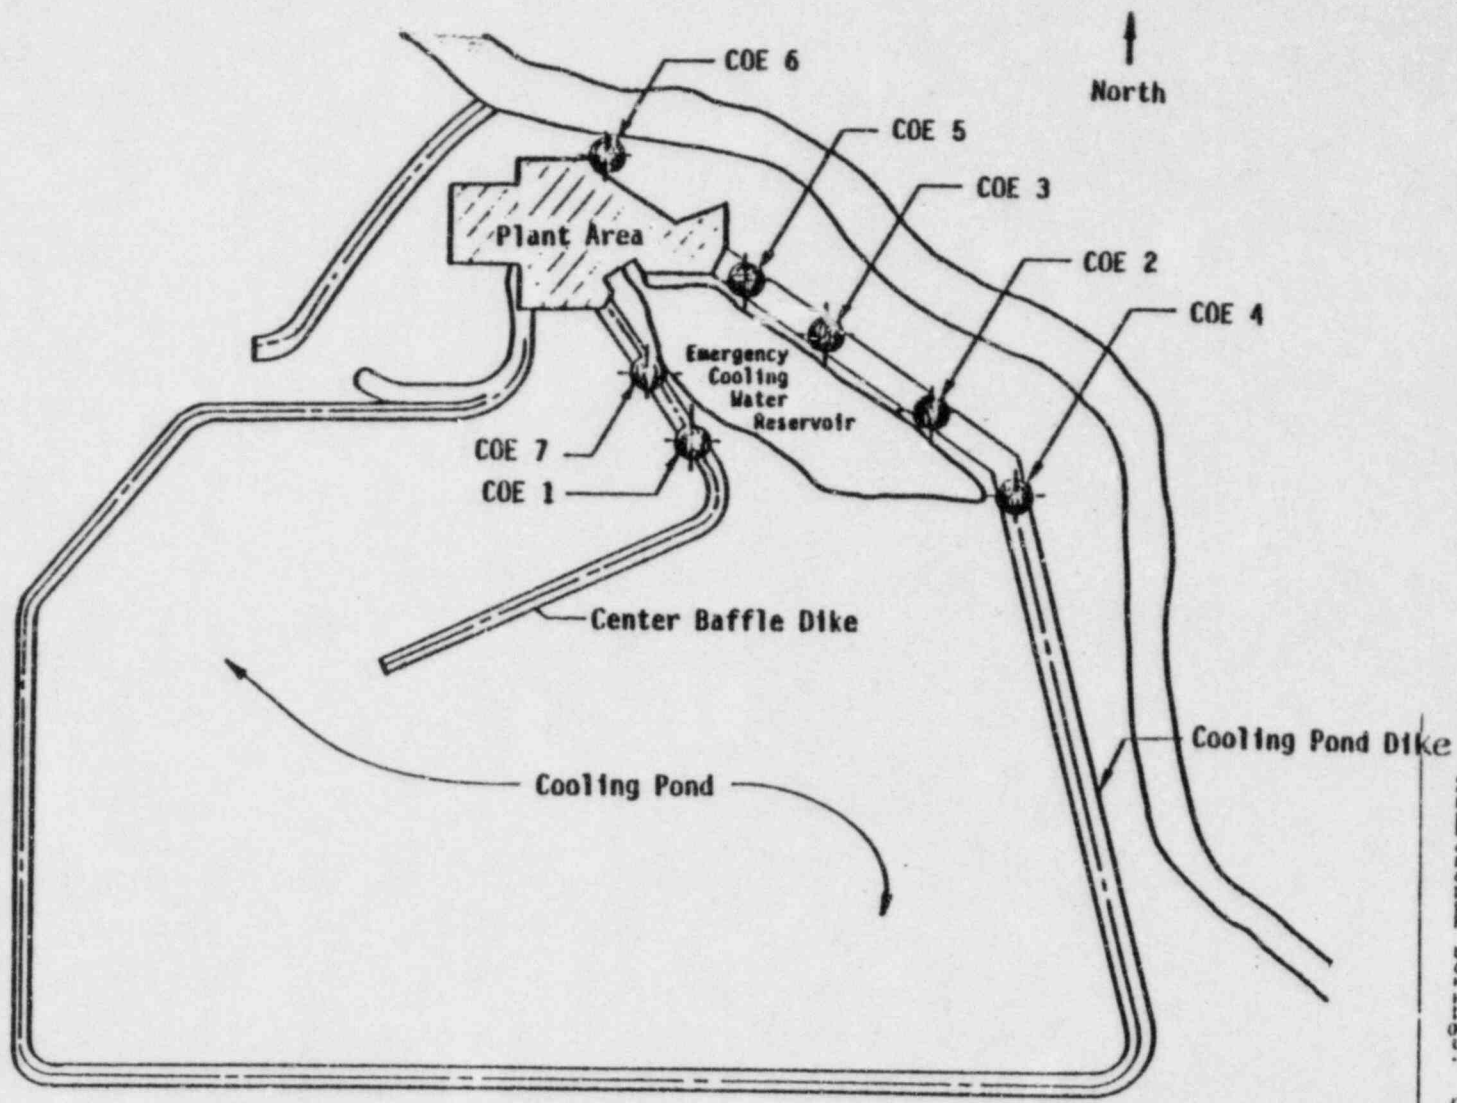 COE 6
North
COE 5
COE 3
Plant Area
COE 2
COE 4
Emergency
Cooling
Water
Reservoir
COE 7
COE 1
Center Baffle Dike
Cooling Pond Dike
Cooling Pond